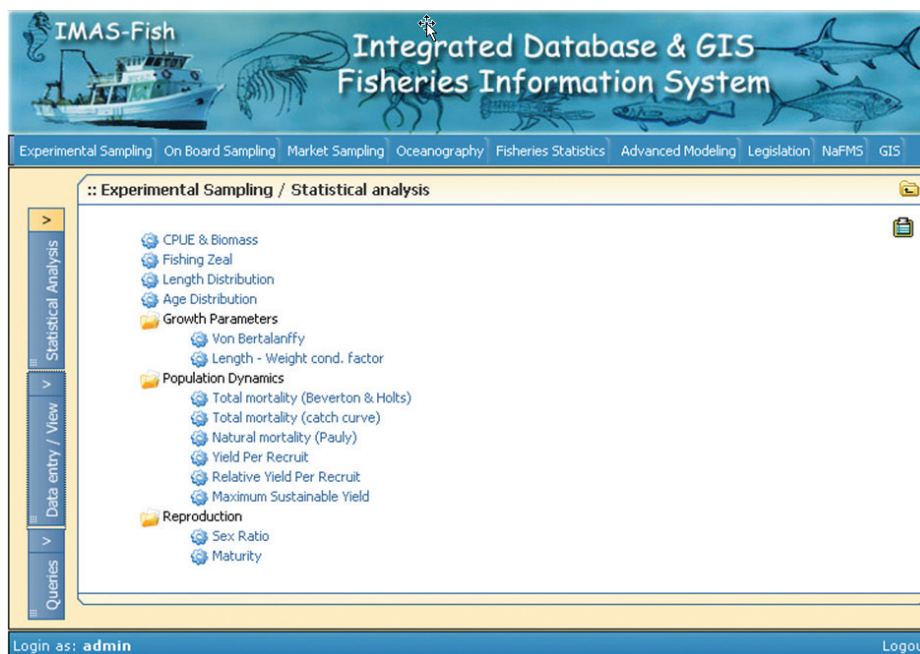 IMAS-Fish
Integrated Database & GIS
Fisheries Information System
Experimental Sampling On Board Sampling Market Sampling Oceanography Fisheries Statistics Advanced Modeling Legislation NaFMS GIS
:: Experimental Sampling / Statistical analysis
> Statistical Analysis
> Data entry / View
> Queries
CPUE & Biomass
Fishing Zeal
Length Distribution
Age Distribution
Growth Parameters
Von Bertalanffy
Length - Weight cond. factor
Population Dynamics
Total mortality (Beverton & Holts)
Total mortality (catch curve)
Natural mortality (Pauly)
Yield Per Recruit
Relative Yield Per Recruit
Maximum Sustainable Yield
Reproduction
Sex Ratio
Maturity
Login as: admin
Logou